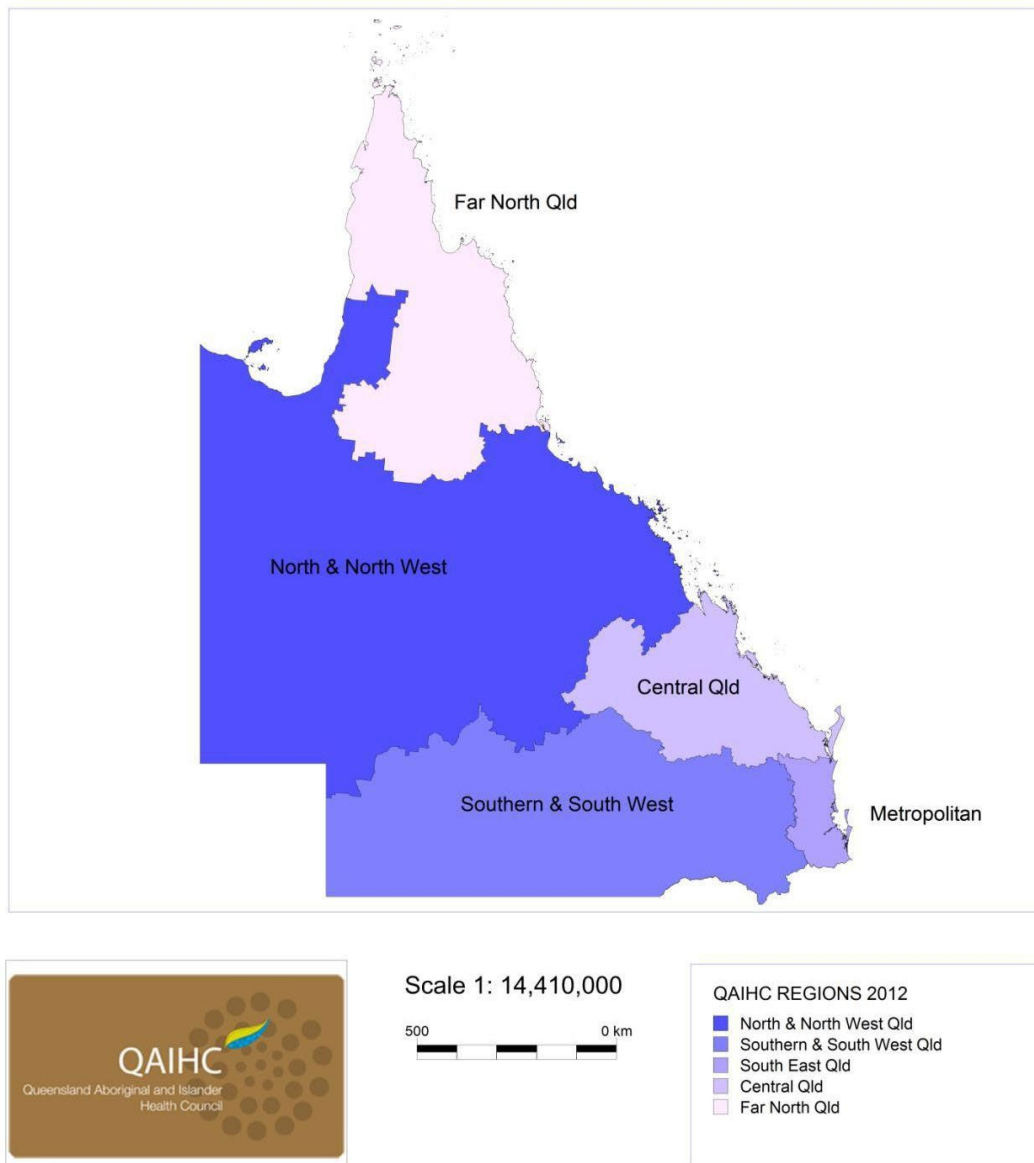 Far North Qld
North & North West
Central Qld
Southern & South West
Metropolitan
QAIHC
Queensland Aboriginal and Islander
Health Council
Scale 1: 14,410,000
500 0 km
QAIHC REGIONS 2012
North & North West Qld
Southern & South West Qld
South East Qld
Central Qld
Far North Qld